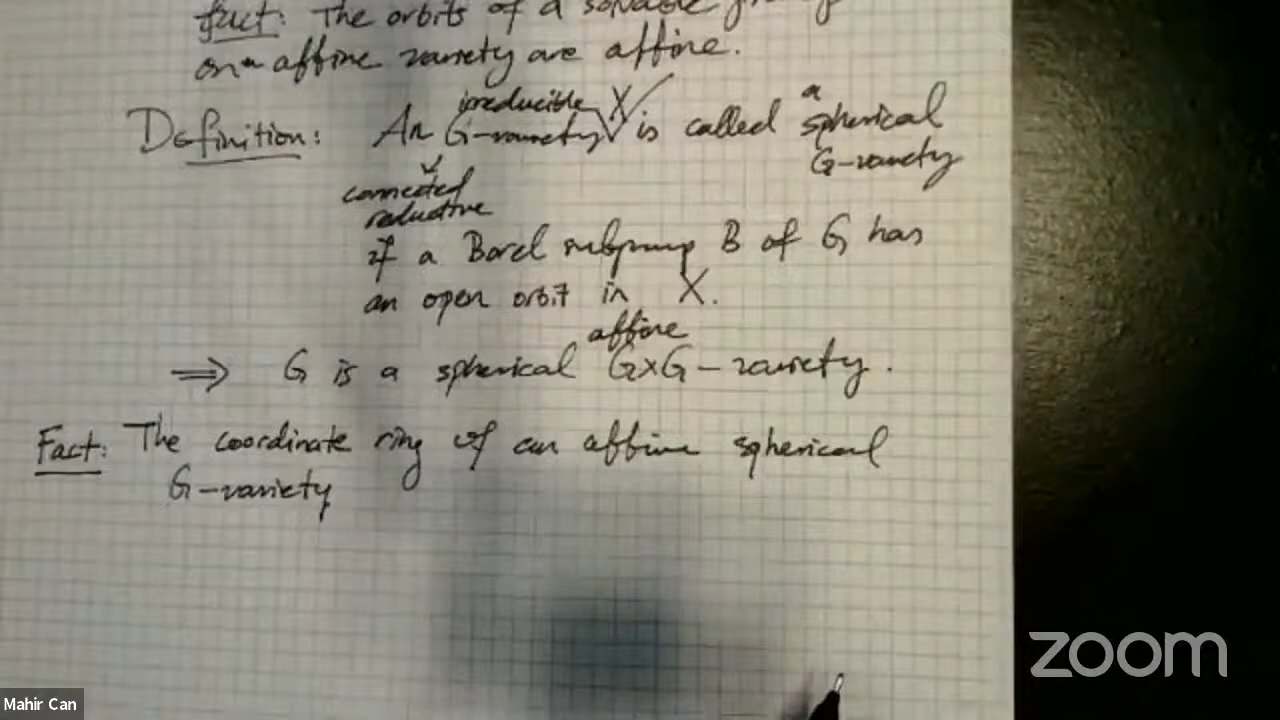 fact: The orbits of a solvable group
on affine variety are affine.
irreducible X
Definition: An G-variety is called a spherical
G-variety
connected
reductive
if a Borel subgroup B of G has
an open orbit in X.
affine
⇒ G is a spherical G×G-variety.
Fact: The coordinate ring of an affine spherical
G-variety
zoom
Mahir Can